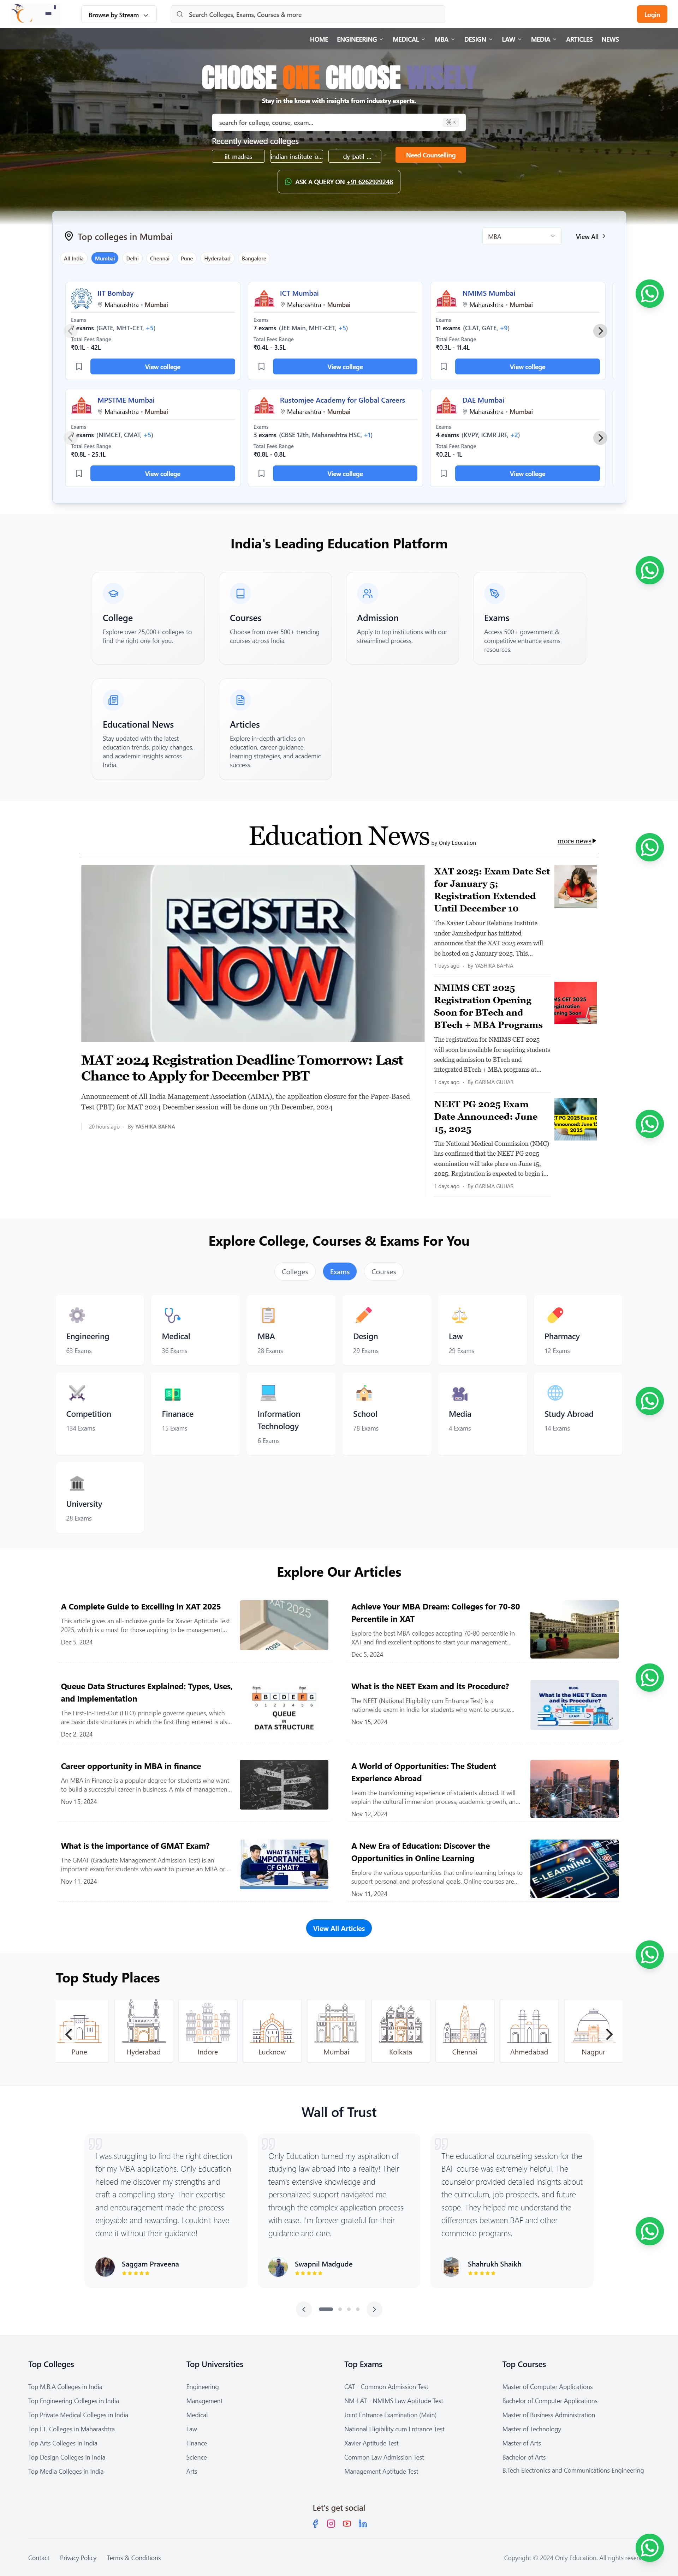 Browse by Stream
Search Colleges, Exams, Courses & more
Login
HOME ENGINEERING MEDICAL MBA DESIGN LAW MEDIA ARTICLES NEWS
CHOOSE ONE CHOOSE WISELY
Stay in the know with insights from industry experts.
search for college, course, exam...
⌘ K
Recently viewed colleges
iit-madras
indian-institute-o...
dy-patil-...
Need Counselling
ASK A QUERY ON +91 6262929248
Top colleges in Mumbai
MBA
View All
All India Mumbai Delhi Chennai Pune Hyderabad Bangalore
IIT Bombay
Maharashtra - Mumbai
Exams
7 exams (GATE, MHT-CET, +5)
Total Fees Range
₹0.1L - 42L
View college
ICT Mumbai
Maharashtra - Mumbai
Exams
7 exams (JEE Main, MHT-CET, +5)
Total Fees Range
₹0.4L - 3.5L
View college
NMIMS Mumbai
Maharashtra - Mumbai
Exams
11 exams (CLAT, GATE, +9)
Total Fees Range
₹0.3L - 11.4L
View college
MPSTME Mumbai
Maharashtra - Mumbai
Exams
7 exams (NIMCET, CMAT, +5)
Total Fees Range
₹0.8L - 25.1L
View college
Rustomjee Academy for Global Careers
Maharashtra - Mumbai
Exams
3 exams (CBSE 12th, Maharashtra HSC, +1)
Total Fees Range
₹0.8L - 0.8L
View college
DAE Mumbai
Maharashtra - Mumbai
Exams
4 exams (KVPY, ICMR JRF, +2)
Total Fees Range
₹0.2L - 1L
View college
India's Leading Education Platform
College
Explore over 25,000+ colleges to
find the right one for you.
Courses
Choose from over 500+ trending
courses across India.
Admission
Apply to top institutions with our
streamlined process.
Exams
Access 500+ government &
competitive entrance exams
resources.
Educational News
Stay updated with the latest
education trends, policy changes,
and academic insights across
India.
Articles
Explore in-depth articles on
education, career guidance,
learning strategies, and academic
success.
Education News by Only Education
more news
REGISTER
NOW
MAT 2024 Registration Deadline Tomorrow: Last
Chance to Apply for December PBT
Announcement of All India Management Association (AIMA), the application closure for the Paper-Based
Test (PBT) for MAT 2024 December session will be done on 7th December, 2024
20 hours ago - By YASHIKA BAFNA
XAT 2025: Exam Date Set
for January 5;
Registration Extended
Until December 10
The Xavier Labour Relations Institute
under Jamshedpur has initiated
announces that the XAT 2025 exam will
be hosted on 5 January 2025. This...
1 days ago - By YASHIKA BAFNA
NMIMS CET 2025
Registration Opening
Soon for BTech and
BTech + MBA Programs
The registration for NMIMS CET 2025
will soon be available for aspiring students
seeking admission to BTech and
integrated BTech + MBA programs at...
1 days ago - By GARIMA GUJJAR
NEET PG 2025 Exam
Date Announced: June
15, 2025
The National Medical Commission (NMC)
has confirmed that the NEET PG 2025
examination will take place on June 15,
2025. Registration is expected to begin i...
1 days ago - By GARIMA GUJJAR
Explore College, Courses & Exams For You
Colleges Exams Courses
Engineering
63 Exams
Medical
36 Exams
MBA
28 Exams
Design
29 Exams
Law
29 Exams
Pharmacy
12 Exams
Competition
134 Exams
Finanace
15 Exams
Information
Technology
6 Exams
School
78 Exams
Media
4 Exams
Study Abroad
14 Exams
University
28 Exams
Explore Our Articles
A Complete Guide to Excelling in XAT 2025
This article gives an all-inclusive guide for Xavier Aptitude Test
2025, which is a must for those aspiring to be management...
Dec 5, 2024
XAT 2025
Achieve Your MBA Dream: Colleges for 70-80
Percentile in XAT
Explore the best MBA colleges accepting 70-80 percentile in
XAT and find excellent options to start your management...
Dec 5, 2024
Queue Data Structures Explained: Types, Uses,
and Implementation
The First-In-First-Out (FIFO) principle governs queues, which
are basic data structures in which the first thing entered is als...
Dec 2, 2024
A B C D E F G
QUEUE
IN
DATA STRUCTURE
What is the NEET Exam and its Procedure?
The NEET (National Eligibility cum Entrance Test) is a
nationwide exam in India for students who want to pursue...
Nov 15, 2024
BLOG
What is the NEET Exam
and its Procedure?
NEET
Career opportunity in MBA in finance
An MBA in Finance is a popular degree for students who want
to build a successful career in business. A mix of managemen...
Nov 15, 2024
A World of Opportunities: The Student
Experience Abroad
Learn the transforming experience of students abroad. It will
explain the cultural immersion process, academic growth, an...
Nov 12, 2024
What is the importance of GMAT Exam?
The GMAT (Graduate Management Admission Test) is an
important exam for students who want to pursue an MBA or...
Nov 11, 2024
WHAT IS THE
IMPORTANCE
OF GMAT?
A New Era of Education: Discover the
Opportunities in Online Learning
Explore the various opportunities that online learning brings to
support personal and professional goals. Online courses are...
Nov 11, 2024
E-LEARNING
View All Articles
Top Study Places
Pune Hyderabad Indore Lucknow Mumbai Kolkata Chennai Ahmedabad Nagpur
Wall of Trust
I was struggling to find the right direction
for my MBA applications. Only Education
helped me discover my strengths and
craft a compelling story. Their expertise
and encouragement made the process
enjoyable and rewarding. I couldn't have
done it without their guidance!
Saggam Praveena
Only Education turned my aspiration of
studying law abroad into a reality! Their
team's extensive knowledge and
personalized support navigated me
through the complex application process
with ease. I'm forever grateful for their
guidance and care.
Swapnil Madgude
The educational counseling session for the
BAF course was extremely helpful. The
counselor provided detailed insights about
the curriculum, job prospects, and future
scope. They helped me understand the
differences between BAF and other
commerce programs.
Shahrukh Shaikh
Top Colleges
Top M.B.A Colleges in India
Top Engineering Colleges in India
Top Private Medical Colleges in India
Top I.T. Colleges in Maharashtra
Top Arts Colleges in India
Top Design Colleges in India
Top Media Colleges in India
Top Universities
Engineering
Management
Medical
Law
Finance
Science
Arts
Top Exams
CAT - Common Admission Test
NM-LAT - NMIMS Law Aptitude Test
Joint Entrance Examination (Main)
National Eligibility cum Entrance Test
Xavier Aptitude Test
Common Law Admission Test
Management Aptitude Test
Top Courses
Master of Computer Applications
Bachelor of Computer Applications
Master of Business Administration
Master of Technology
Master of Arts
Bachelor of Arts
B.Tech Electronics and Communications Engineering
Let's get social
Contact Privacy Policy Terms & Conditions
Copyright © 2024 Only Education. All rights